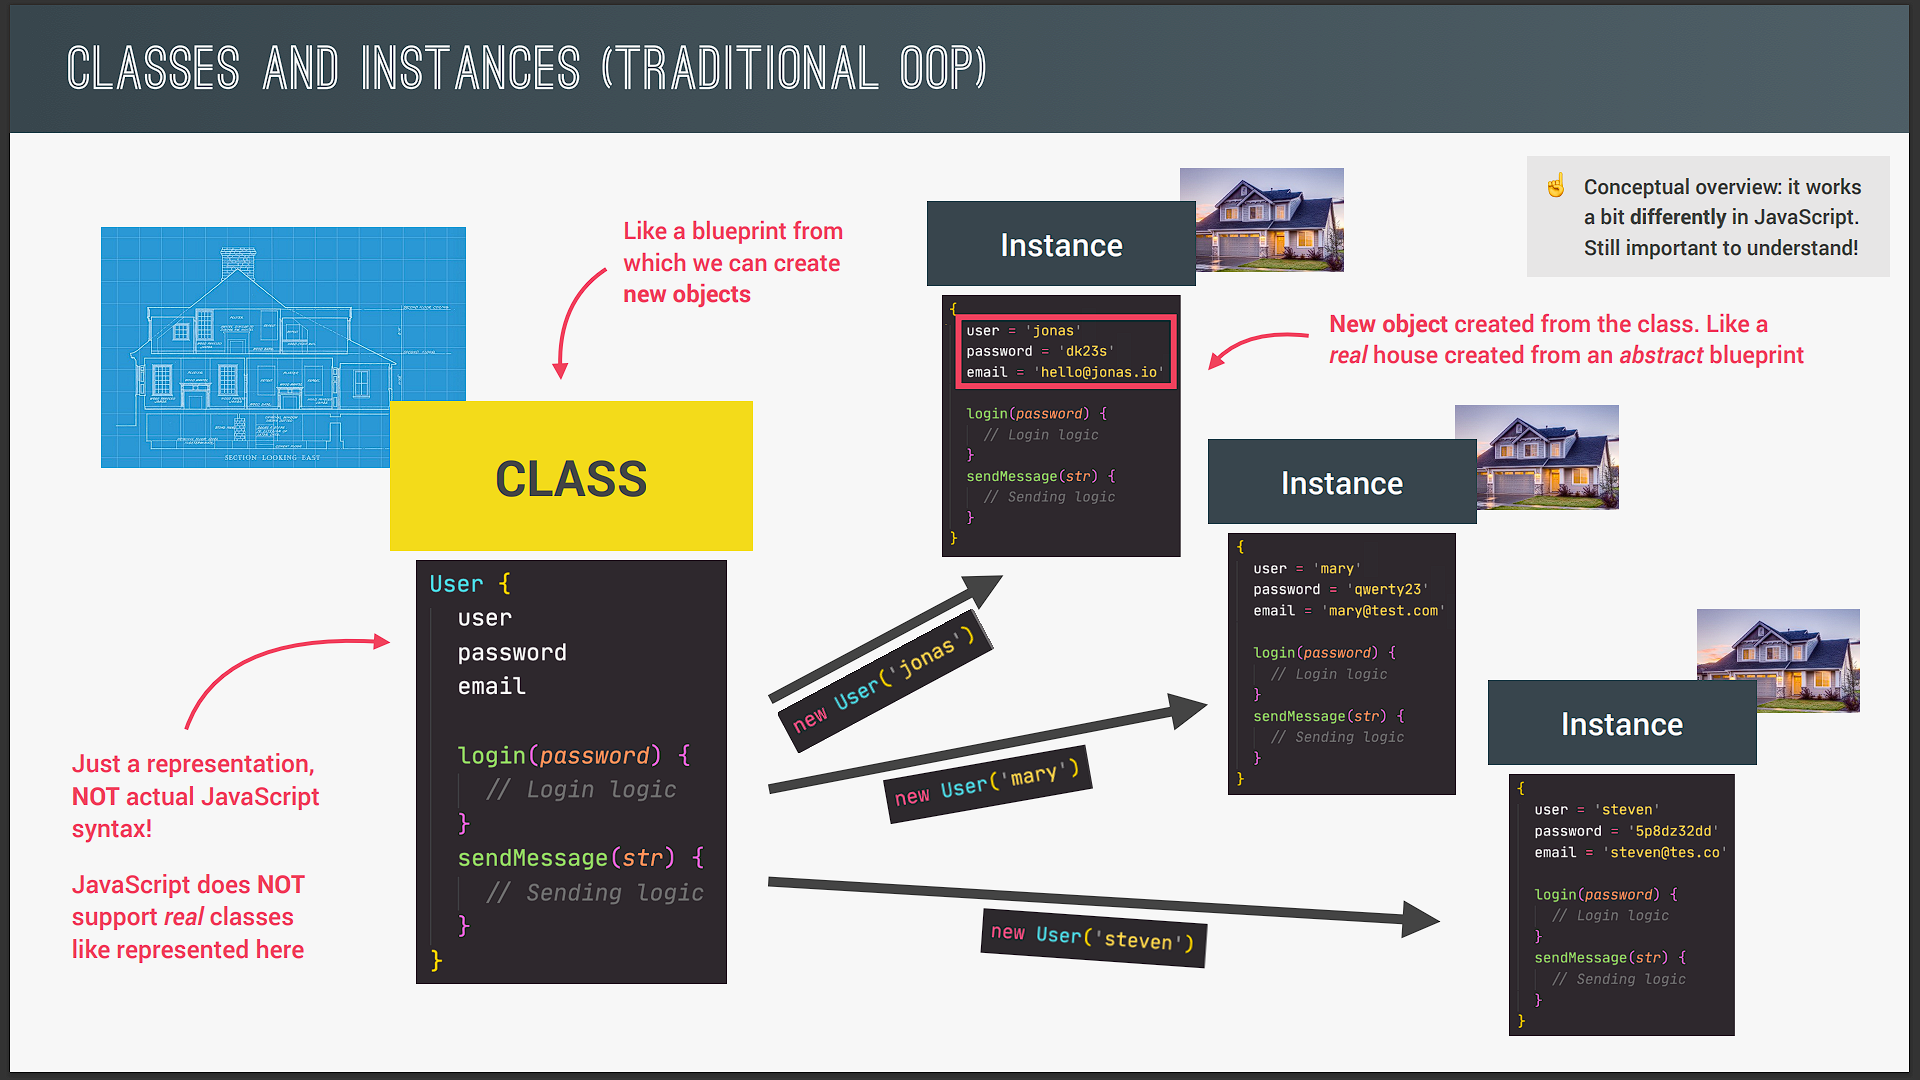 CLASSES AND INSTANCES (TRADITIONAL OOP)
☝️ Conceptual overview: it works
a bit differently in JavaScript.
Still important to understand!
Like a blueprint from
which we can create
new objects
SECTION LOOKING EAST
CLASS
User {
user
password
email
login(password) {
// Login logic
}
sendMessage(str) {
// Sending logic
}
}
Just a representation,
NOT actual JavaScript
syntax!
JavaScript does NOT
support real classes
like represented here
new User('jonas')
new User('mary')
new User('steven')
Instance
{
user = 'jonas'
password = 'dk23s'
email = 'hello@jonas.io'
login(password) {
// Login logic
}
sendMessage(str) {
// Sending logic
}
}
New object created from the class. Like a
real house created from an abstract blueprint
Instance
{
user = 'mary'
password = 'qwerty23'
email = 'mary@test.com'
login(password) {
// Login logic
}
sendMessage(str) {
// Sending logic
}
}
Instance
{
user = 'steven'
password = '5p8dz32dd'
email = 'steven@tes.co'
login(password) {
// Login logic
}
sendMessage(str) {
// Sending logic
}
}